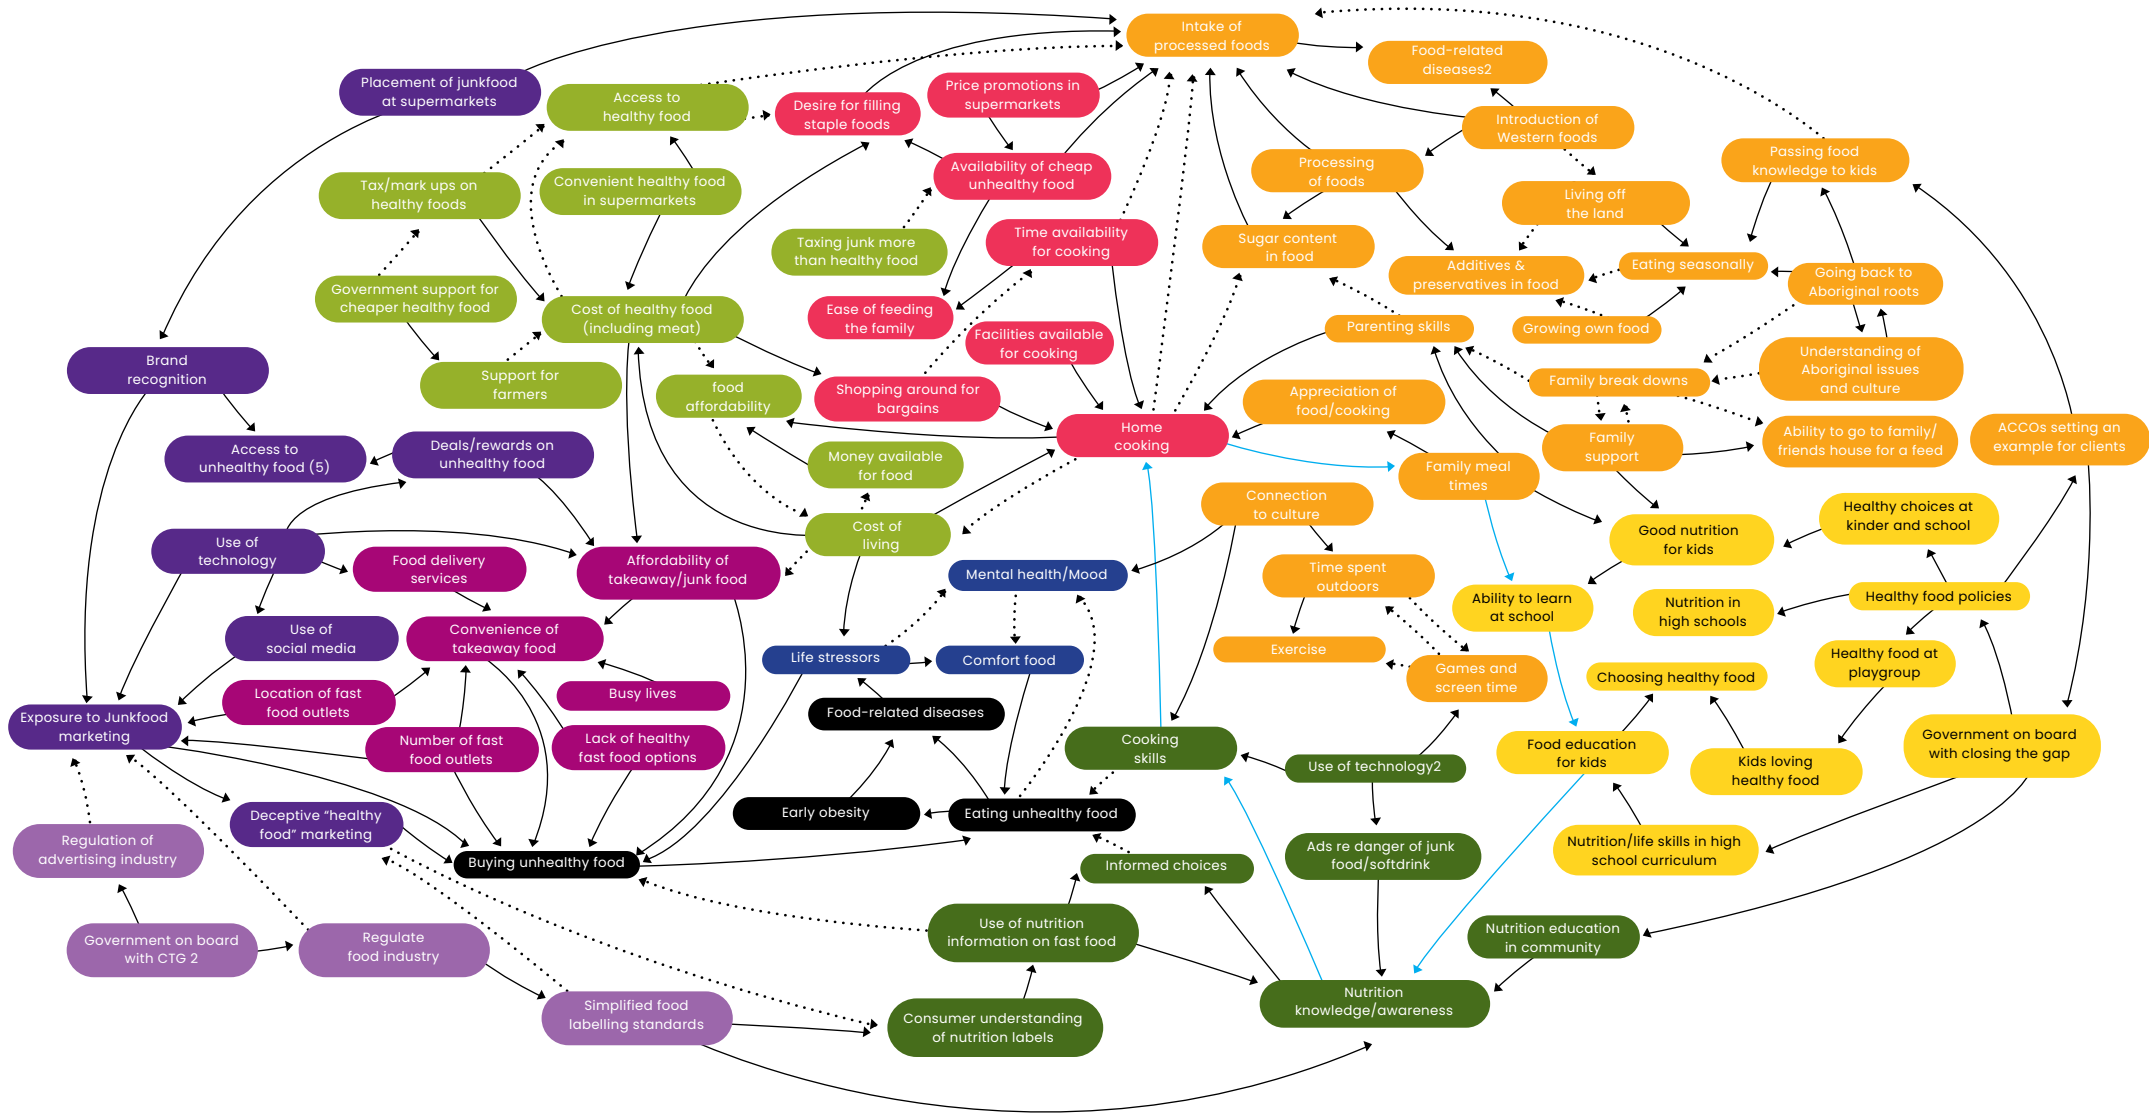 Intake of
processed foods
Food-related
diseases2
Placement of junkfood
at supermarkets
Access to
healthy food
Desire for filling
staple foods
Price promotions in
supermarkets
Introduction of
Western foods
Processing
of foods
Passing food
knowledge to kids
Availability of cheap
unhealthy food
Tax/mark ups on
healthy foods
Convenient healthy food
in supermarkets
Living off
the land
Taxing junk more
than healthy food
Time availability
for cooking
Sugar content
in food
Additives &
preservatives in food
Eating seasonally
Going back to
Aboriginal roots
Government support for
cheaper healthy food
Cost of healthy food
(including meat)
Ease of feeding
the family
Facilities available
for cooking
Parenting skills
Growing own food
Understanding of
Aboriginal issues
and culture
Brand
recognition
Support for
farmers
food
affordability
Shopping around for
bargains
Appreciation of
food/cooking
Family break downs
Home
cooking
Access to
unhealthy food (5)
Deals/rewards on
unhealthy food
Money available
for food
Family meal
times
Family
support
Ability to go to family/
friends house for a feed
ACCOs setting an
example for clients
Connection
to culture
Healthy choices at
kinder and school
Use of
technology
Food delivery
services
Affordability of
takeaway/junk food
Cost of
living
Good nutrition
for kids
Mental health/Mood
Time spent
outdoors
Ability to learn
at school
Nutrition in
high schools
Healthy food policies
Use of
social media
Convenience of
takeaway food
Life stressors
Comfort food
Exercise
Games and
screen time
Choosing healthy food
Healthy food at
playgroup
Location of fast
food outlets
Busy lives
Food-related diseases
Exposure to Junkfood
marketing
Number of fast
food outlets
Lack of healthy
fast food options
Cooking
skills
Use of technology2
Food education
for kids
Kids loving
healthy food
Government on board
with closing the gap
Deceptive “healthy
food” marketing
Early obesity
Eating unhealthy food
Regulation of
advertising industry
Buying unhealthy food
Informed choices
Ads re danger of junk
food/softdrink
Nutrition/life skills in high
school curriculum
Government on board
with CTG 2
Regulate
food industry
Use of nutrition
information on fast food
Nutrition education
in community
Simplified food
labelling standards
Consumer understanding
of nutrition labels
Nutrition
knowledge/awareness